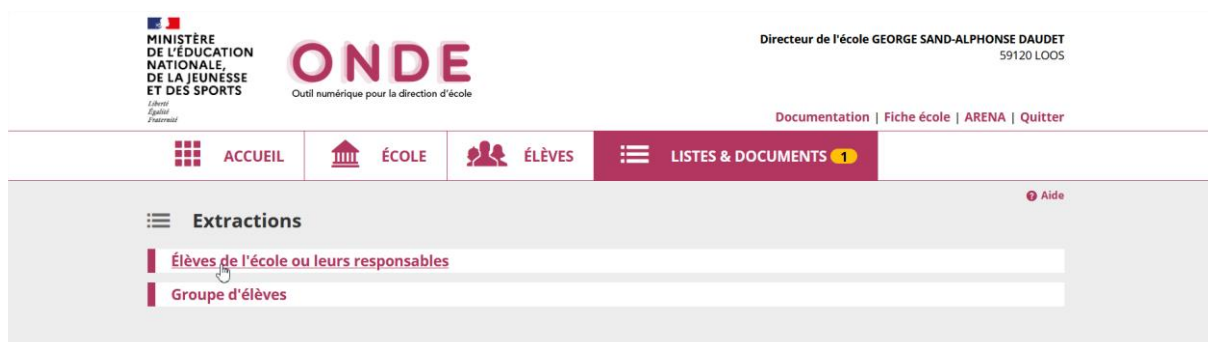 MINISTÈRE
DE L'ÉDUCATION
NATIONALE,
DE LA JEUNESSE
ET DES SPORTS
Liberté
Égalité
Fraternité
ONDE
Outil numérique pour la direction d'école
Directeur de l'école GEORGE SAND-ALPHONSE DAUDET
59120 LOOS
Documentation | Fiche école | ARENA | Quitter
ACCUEIL ÉCOLE ÉLÈVES LISTES & DOCUMENTS 1
Aide
Extractions
Élèves de l'école ou leurs responsables
Groupe d'élèves